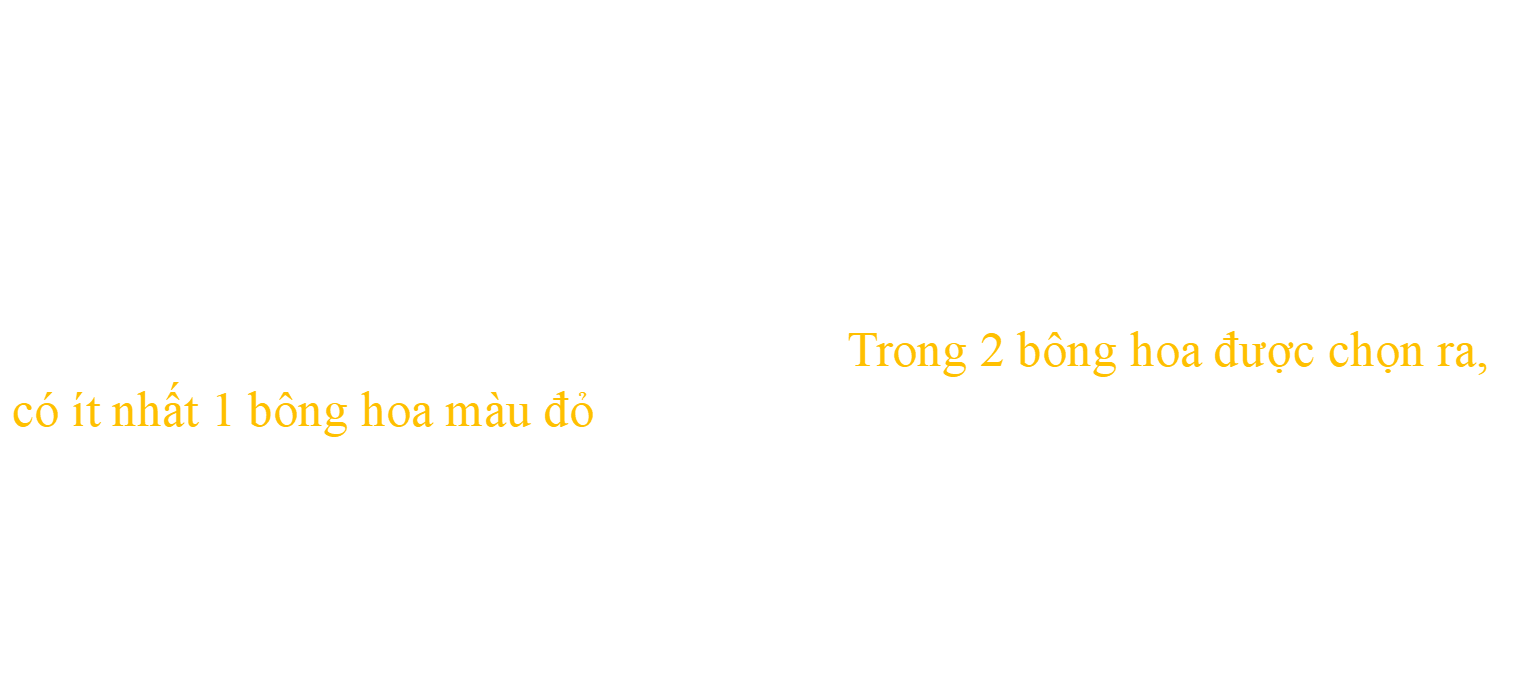 Trong 2 bông hoa được chọn ra,
có ít nhất 1 bông hoa màu đỏ